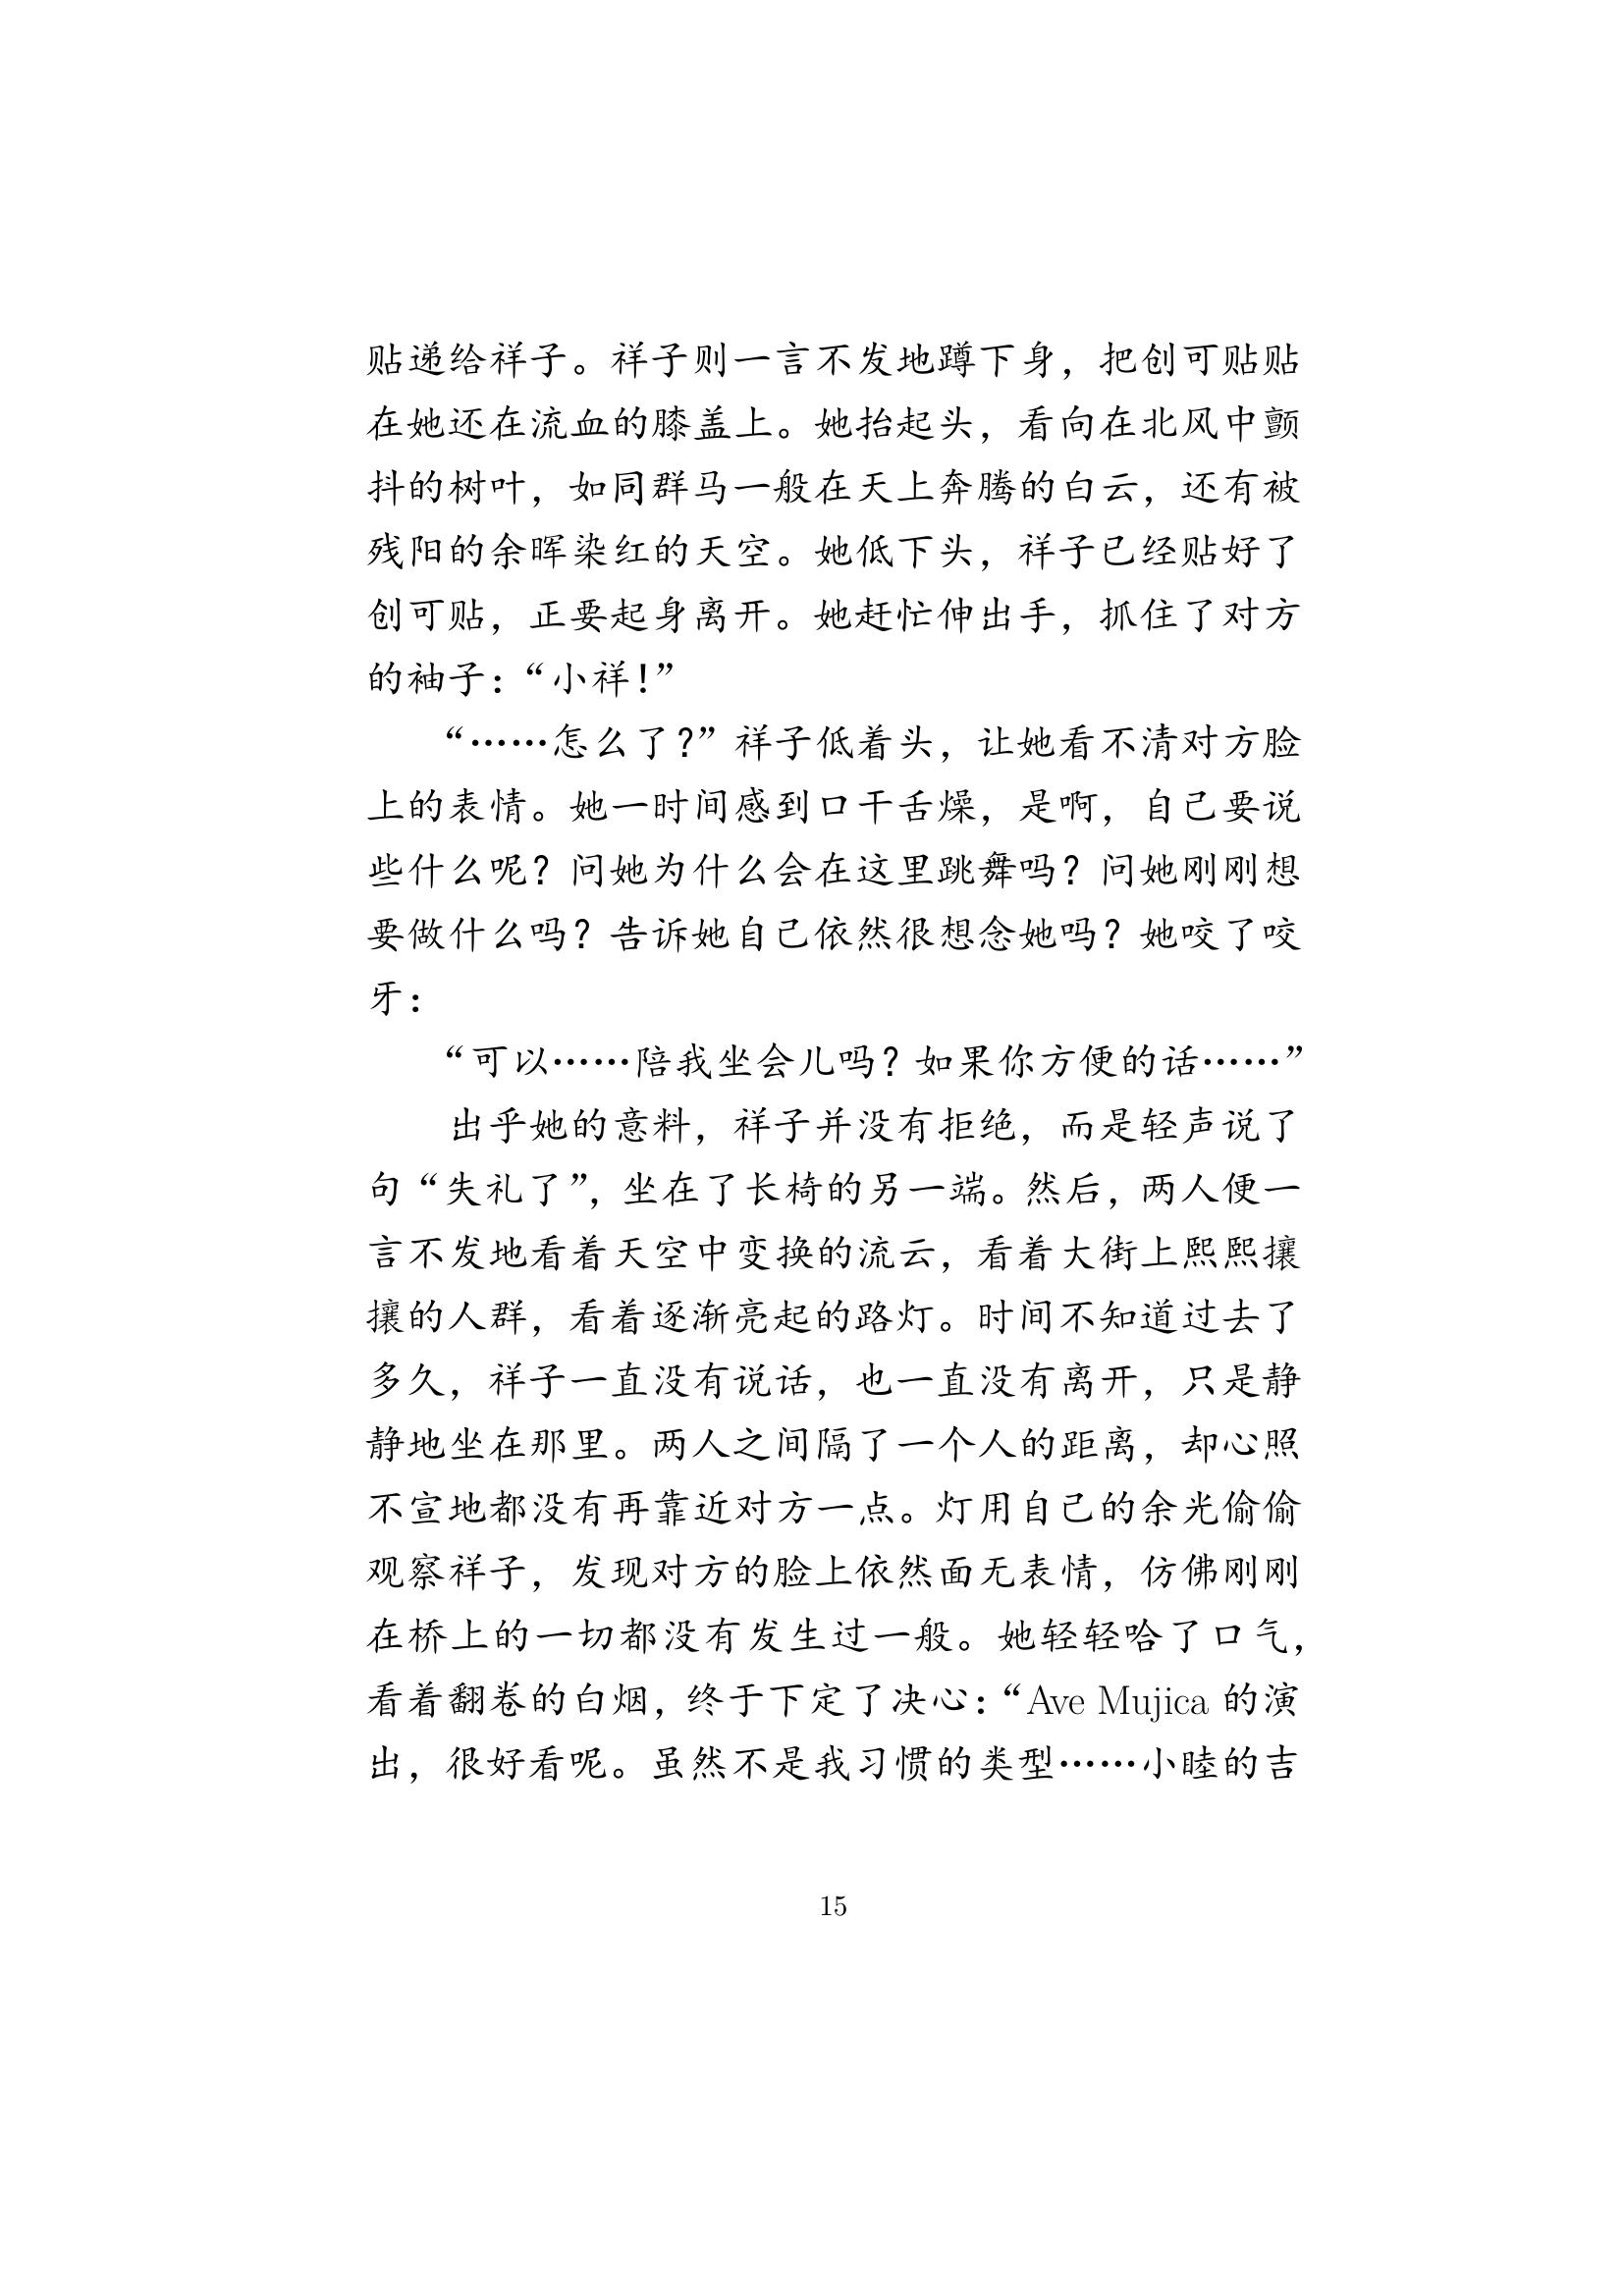 贴递给祥子。祥子则一言不发地蹲下身，把创可贴贴
在她还在流血的膝盖上。她抬起头，看向在北风中颤
抖的树叶，如同群马一般在天上奔腾的白云，还有被
残阳的余晖染红的天空。她低下头，祥子已经贴好了
创可贴，正要起身离开。她赶忙伸出手，抓住了对方
的袖子：“小祥！”
“……怎么了？”祥子低着头，让她看不清对方脸
上的表情。她一时间感到口干舌燥，是啊，自己要说
些什么呢？问她为什么会在这里跳舞吗？问她刚刚想
要做什么吗？告诉她自己依然很想念她吗？她咬了咬
牙：
“可以……陪我坐会儿吗？如果你方便的话……”
出乎她的意料，祥子并没有拒绝，而是轻声说了
句“失礼了”，坐在了长椅的另一端。然后，两人便一
言不发地看着天空中变换的流云，看着大街上熙熙攘
攘的人群，看着逐渐亮起的路灯。时间不知道过去了
多久，祥子一直没有说话，也一直没有离开，只是静
静地坐在那里。两人之间隔了一个人的距离，却心照
不宣地都没有再靠近对方一点。灯用自己的余光偷偷
观察祥子，发现对方的脸上依然面无表情，仿佛刚刚
在桥上的一切都没有发生过一般。她轻轻哈了口气，
看着翻卷的白烟，终于下定了决心：“Ave Mujica 的演
出，很好看呢。虽然不是我习惯的类型……小睦的吉
15